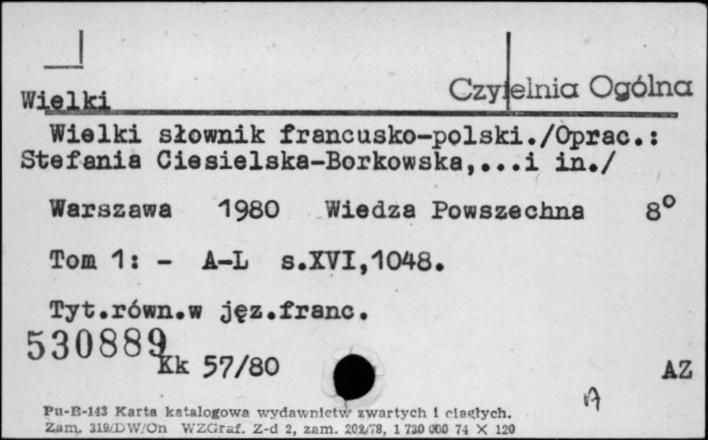 Czytelnia Ogólna
Wielki
Wielki słownik francusko-polski./Oprac.:
Stefania Ciesielska-Borkowska,...i in./
Warszawa 1980 Wiedza Powszechna 8°
Tom 1: - A-L s.XVI,1048.
Tyt.równ.w jęz.franc.
530889
Kk 57/80 AZ
A
Pu-B-143 Karta katalogowa wydawnictw zwartych i ciągłych.
Zam. 319/DW/On WZGraf. Z-d 2, zam. 202/78, 1 730 000 74 X 120